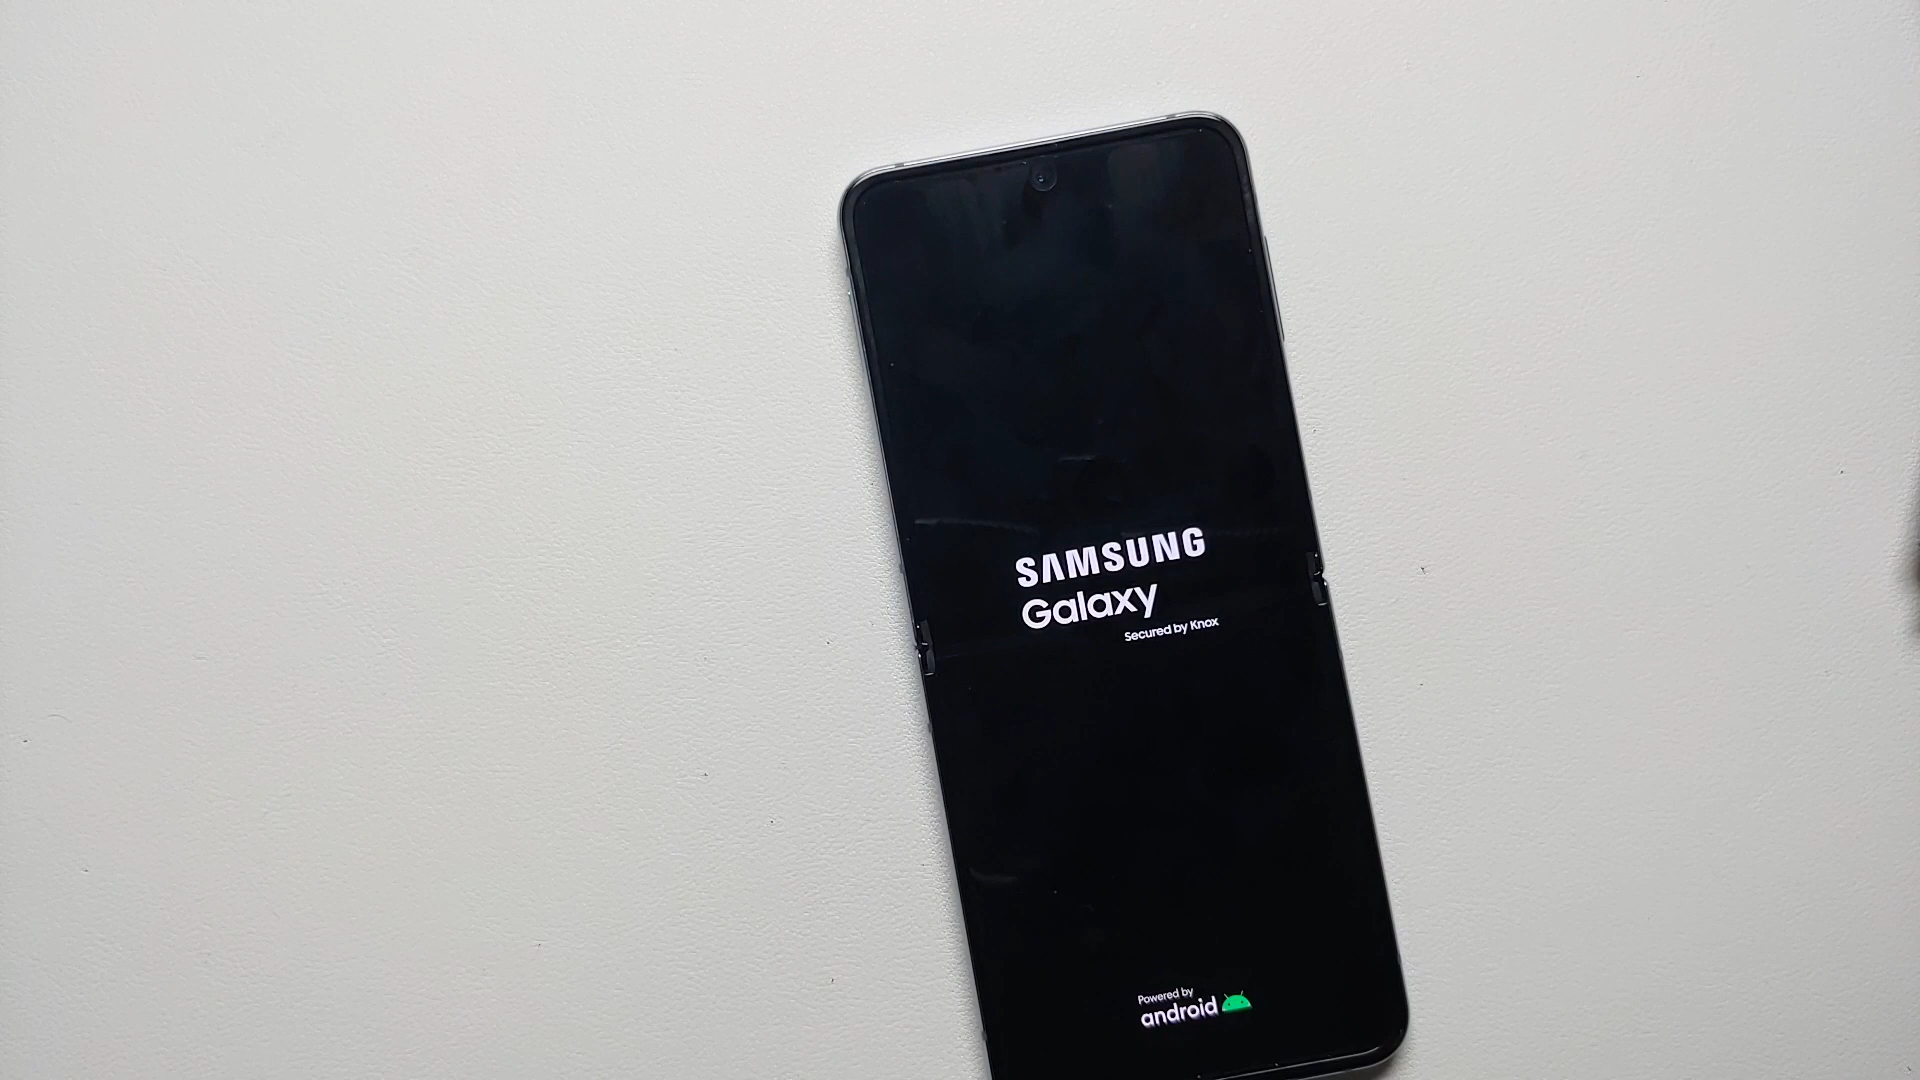 SAMSUNG
Galaxy
Secured by Knox
Powered by
android